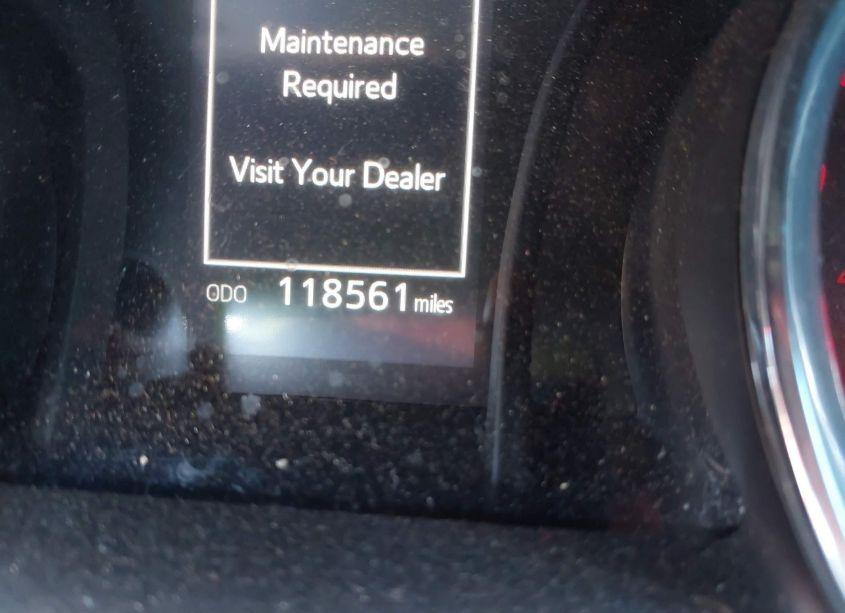 Maintenance
Required
Visit Your Dealer
ODO 118561 miles